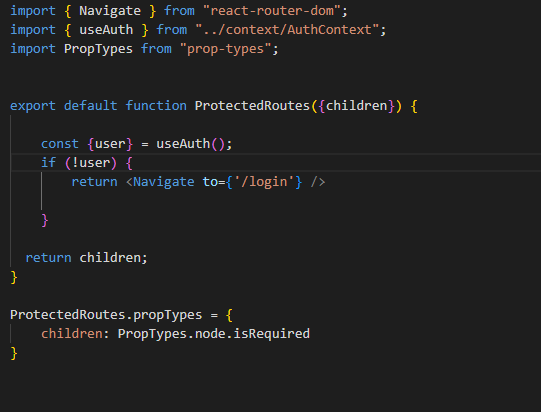 import { Navigate } from "react-router-dom";
import { useAuth } from "../context/AuthContext";
import PropTypes from "prop-types";
export default function ProtectedRoutes({children}) {
const {user} = useAuth();
if (!user) {
return <Navigate to={'/login'} />
}
return children;
}
ProtectedRoutes.propTypes = {
children: PropTypes.node.isRequired
}